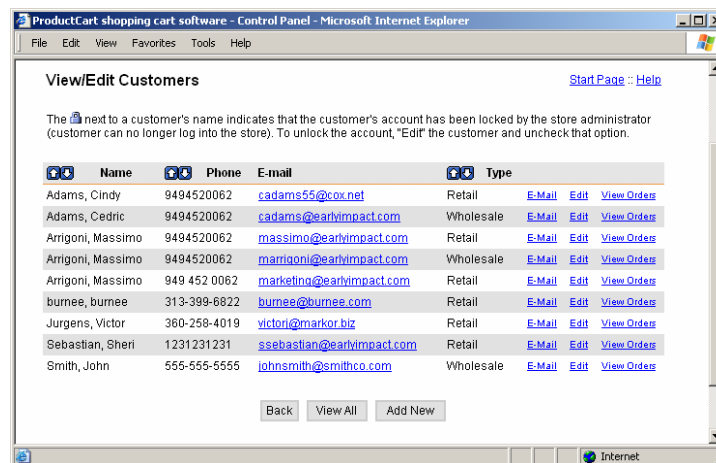 ProductCart shopping cart software - Control Panel - Microsoft Internet Explorer
File Edit View Favorites Tools Help
View/Edit Customers Start Page :: Help
The next to a customer's name indicates that the customer's account has been locked by the store administrator
(customer can no longer log into the store). To unlock the account, "Edit" the customer and uncheck that option.
Name Phone E-mail Type
Adams, Cindy 9494520062 cadams55@cox.net Retail E-Mail Edit View Orders
Adams, Cedric 9494520062 cadams@earlyimpact.com Wholesale E-Mail Edit View Orders
Arrigoni, Massimo 9494520062 massimo@earlyimpact.com Retail E-Mail Edit View Orders
Arrigoni, Massimo 9494520062 marrigoni@earlyimpact.com Wholesale E-Mail Edit View Orders
Arrigoni, Massimo 949 452 0062 marketing@earlyimpact.com Retail E-Mail Edit View Orders
burnee, burnee 313-399-6822 burnee@burnee.com Retail E-Mail Edit View Orders
Jurgens, Victor 360-258-4019 victorj@markor.biz Retail E-Mail Edit View Orders
Sebastian, Sheri 1231231231 ssebastian@earlyimpact.com Retail E-Mail Edit View Orders
Smith, John 555-555-5555 johnsmith@smithco.com Wholesale E-Mail Edit View Orders
Back View All Add New
Internet